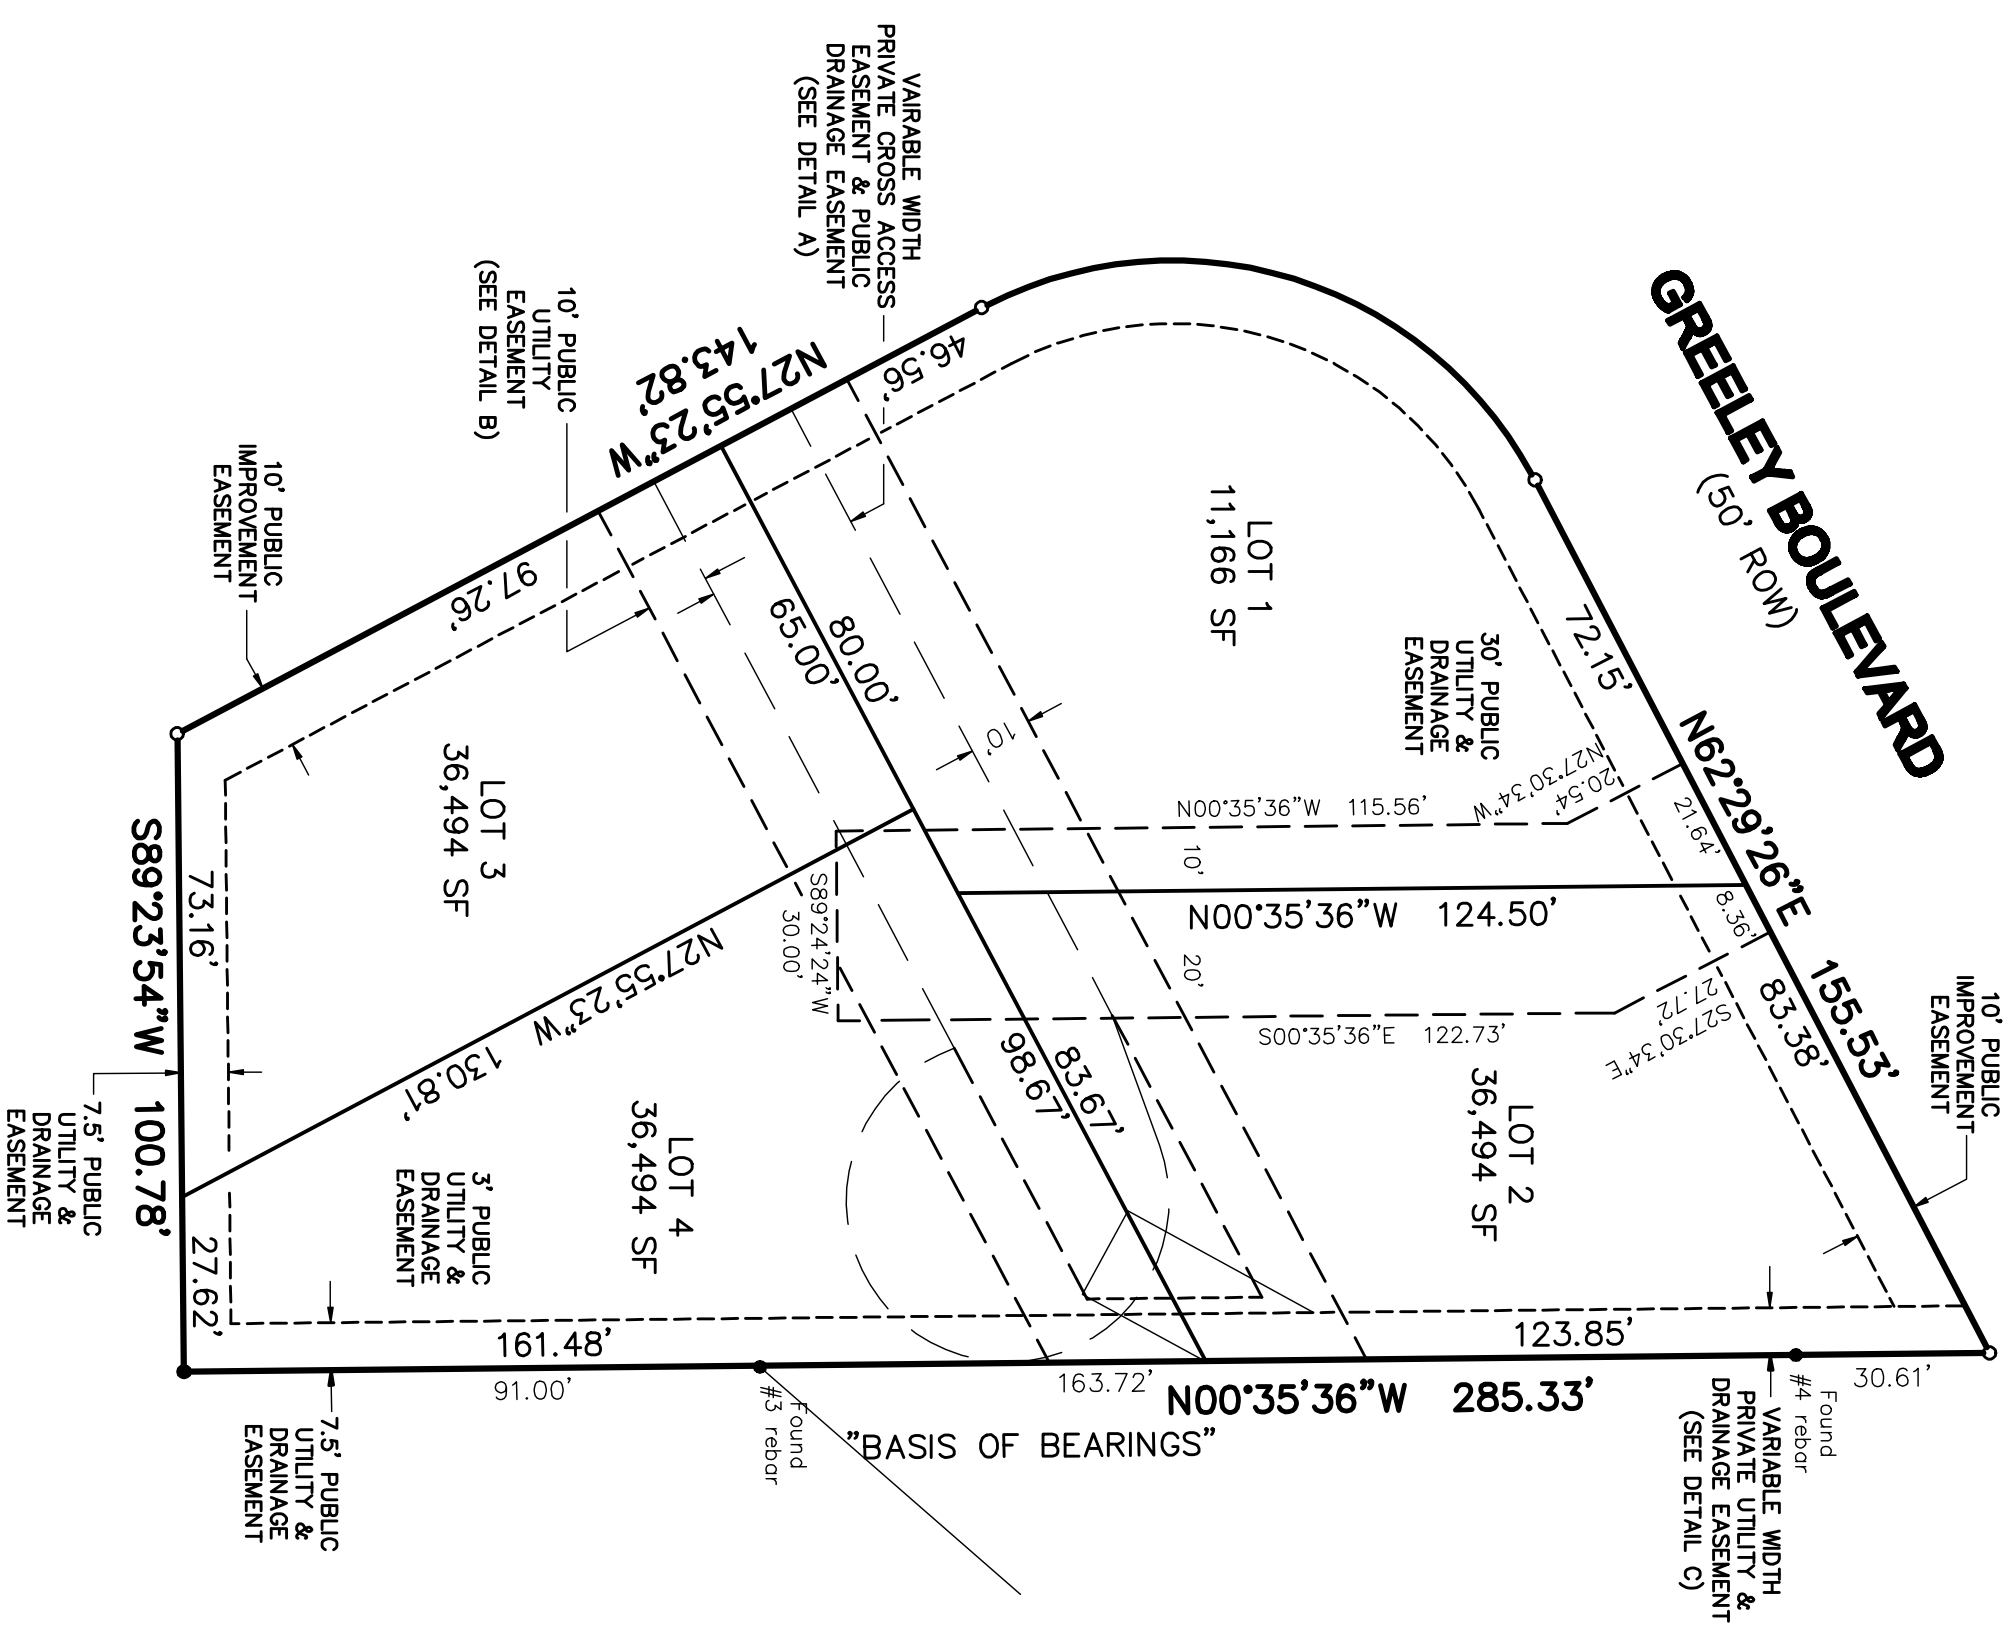 GREELEY BOULEVARD
(50' ROW)
VAIRABLE WIDTH
PRIVATE CROSS ACCESS
EASEMENT & PUBLIC
DRAINAGE EASEMENT
(SEE DETAIL A)
10' PUBLIC
UTILITY
EASEMENT
(SEE DETAIL B)
N27°55'23"W
143.82'
46.56'
97.26'
10' PUBLIC
IMPROVEMENT
EASEMENT
LOT 1
11,166 SF
30' PUBLIC
UTILITY &
DRAINAGE
EASEMENT
72.15'
N62°29'26"E 155.53'
21.64'
8.36'
83.38'
N27°30'34"W
20.54'
N00°35'36"W 115.56'
10'
10'
20'
80.00'
65.00'
N00°35'36"W 124.50'
S89°24'24"W
30.00'
S00°35'36"E 122.73'
S27°30'34"E
27.72'
10' PUBLIC
IMPROVEMENT
EASEMENT
LOT 2
36,494 SF
83.67'
98.67'
LOT 3
36,494 SF
N27°55'23"W
130.81'
73.16'
S89°23'54"W 100.78'
27.62'
7.5' PUBLIC
UTILITY &
DRAINAGE
EASEMENT
LOT 4
36,494 SF
3' PUBLIC
UTILITY &
DRAINAGE
EASEMENT
161.48'
123.85'
91.00'
163.72'
30.61'
N00°35'36"W 285.33'
"BASIS OF BEARINGS"
Found
#3 rebar
Found
#4 rebar
7.5' PUBLIC
UTILITY &
DRAINAGE
EASEMENT
VARIABLE WIDTH
PRIVATE UTILITY &
DRAINAGE EASEMENT
(SEE DETAIL C)